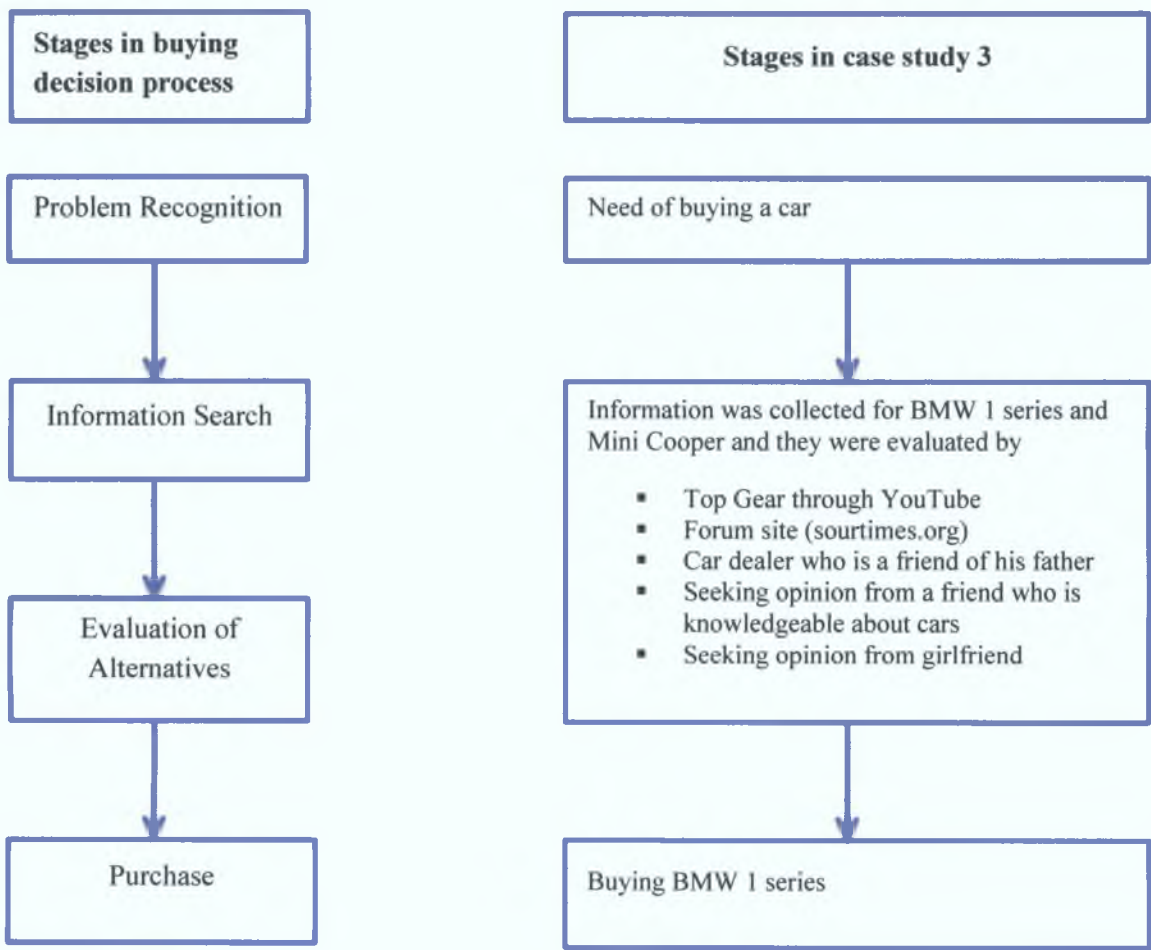 Stages in buying
decision process
Stages in case study 3
Problem Recognition
Need of buying a car
Information Search
Information was collected for BMW 1 series and
Mini Cooper and they were evaluated by
▪ Top Gear through YouTube
▪ Forum site (sourtimes.org)
▪ Car dealer who is a friend of his father
▪ Seeking opinion from a friend who is
knowledgeable about cars
▪ Seeking opinion from girlfriend
Evaluation of
Alternatives
Purchase
Buying BMW 1 series